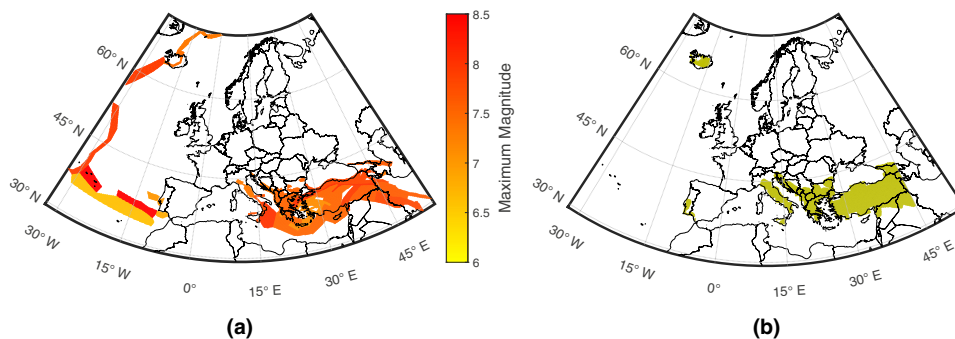 60° N
45° N
30° N
30° W
15° W
0°
15° E
30° E
45° E
8.5
8
7.5
7
6.5
6
Maximum Magnitude
(a)
60° N
45° N
30° N
30° W
15° W
0°
15° E
30° E
45° E
(b)